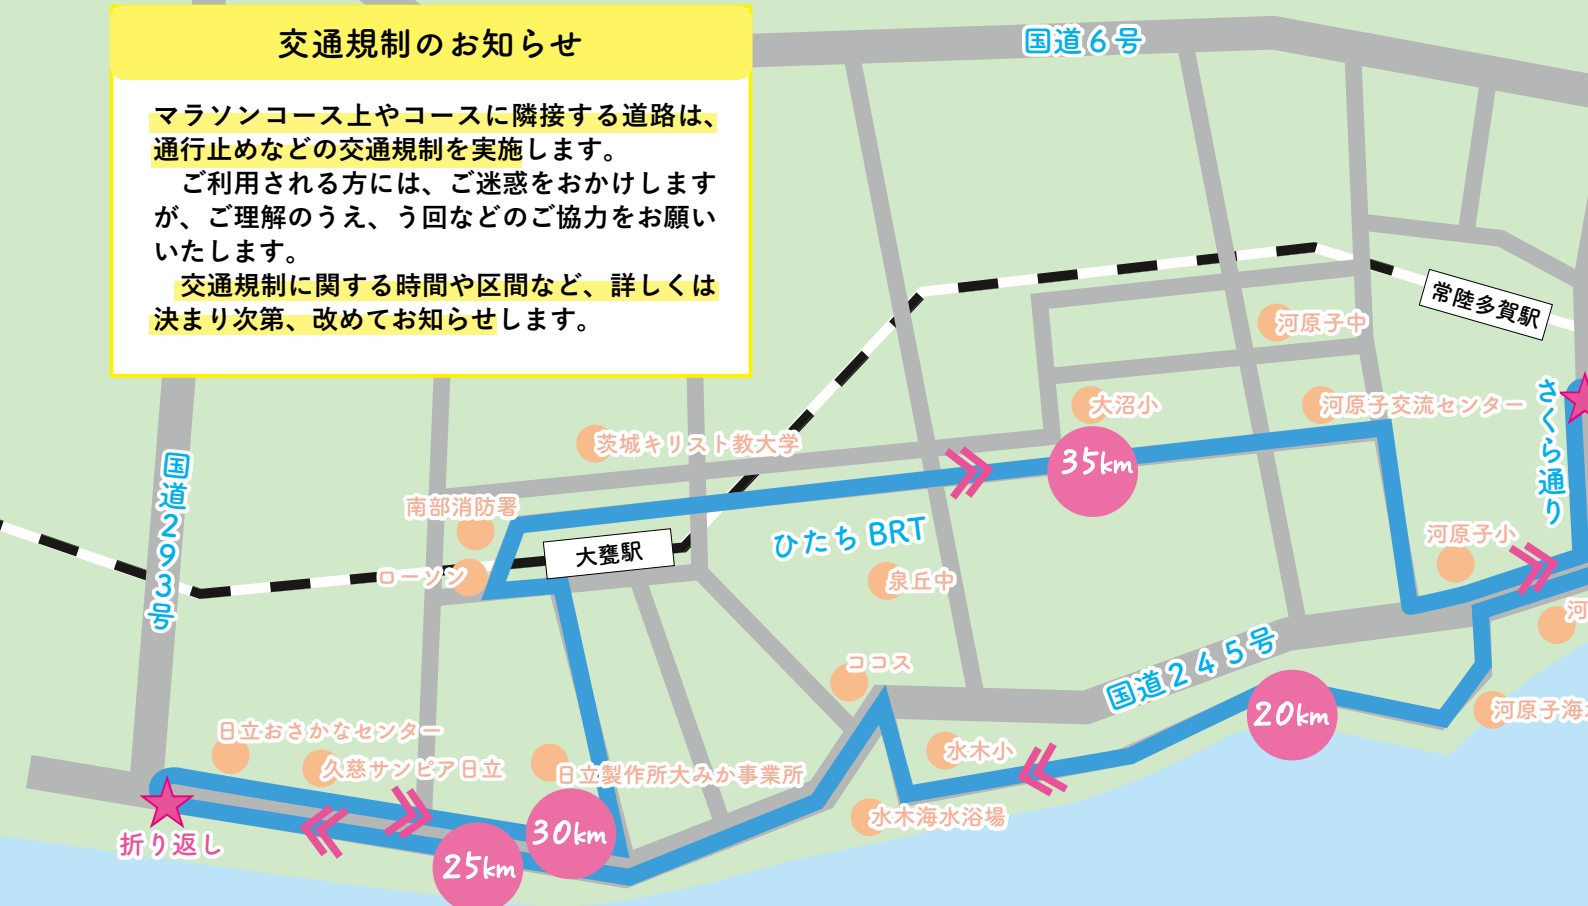 交通規制のお知らせ
マラソンコース上やコースに隣接する道路は、
通行止めなどの交通規制を実施します。
　ご利用される方には、ご迷惑をおかけします
が、ご理解のうえ、う回などのご協力をお願い
いたします。
　交通規制に関する時間や区間など、詳しくは
決まり次第、改めてお知らせします。
国道6号
常陸多賀駅
河原子中
さくら通り
大沼小
河原子交流センター
茨城キリスト教大学
35km
国道293号
南部消防署
ひたち BRT
河原子小
大甕駅
ローソン
泉丘中
河
国道245号
ココス
20km
河原子海水
日立おさかなセンター
水木小
久慈サンピア日立
日立製作所大みか事業所
水木海水浴場
30km
折り返し
25km